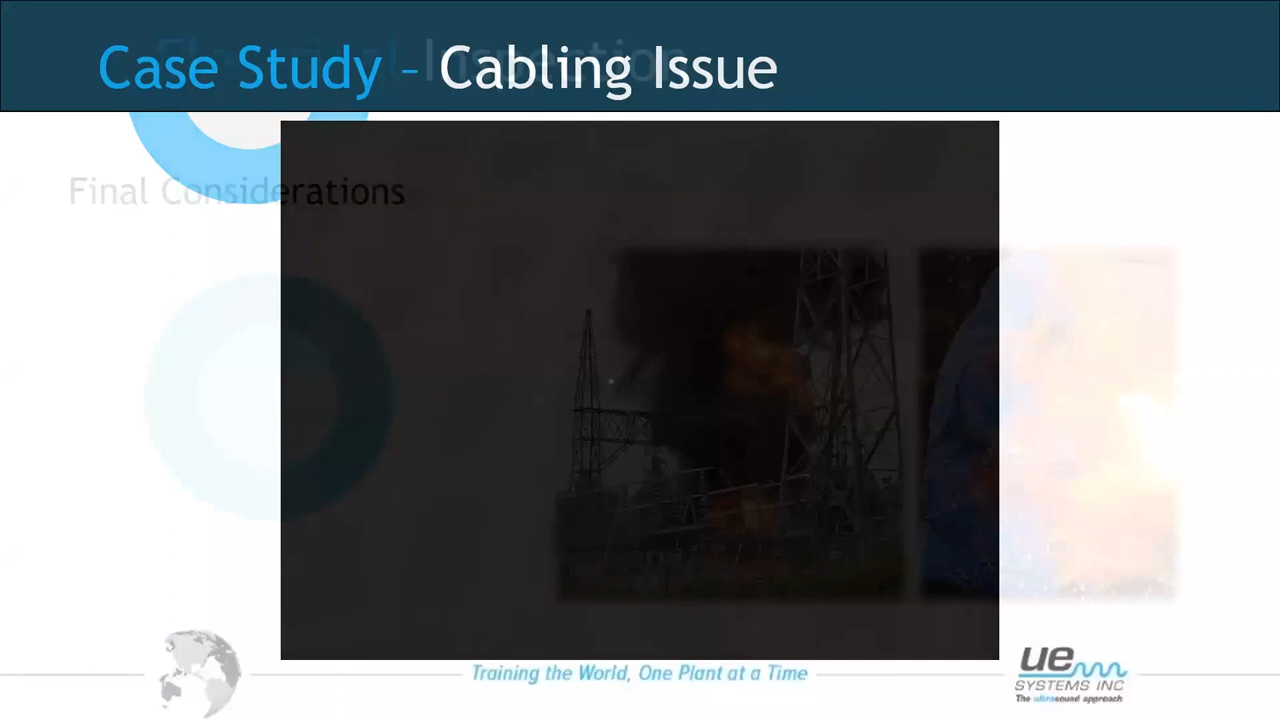 Case Study – Cabling Issue
Inspection
Final Considerations
Training the World, One Plant at a Time
ue
SYSTEMS INC
The ultrasound approach